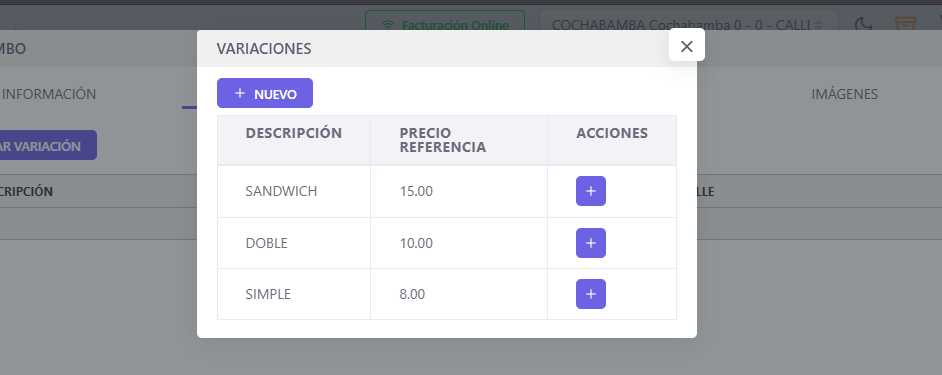 Facturación Online
COCHABAMBA Cochabamba 0 - 0 - CALLE
MBO
VARIACIONES
INFORMACIÓN
NUEVO
IMÁGENES
AR VARIACIÓN
DESCRIPCIÓN PRECIO REFERENCIA ACCIONES
CRIPCIÓN
SANDWICH 15.00
LLE
DOBLE 10.00
SIMPLE 8.00